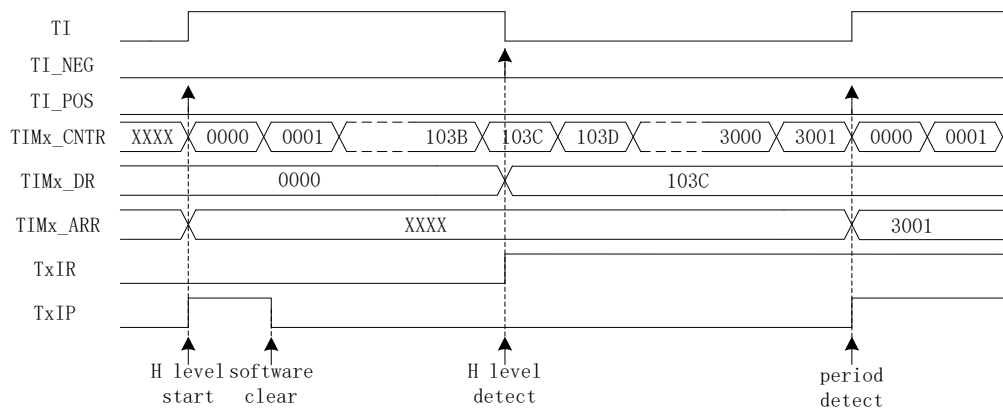 TI
TI_NEG
TI_POS
TIMx_CNTR XXXX 0000 0001 103B 103C 103D 3000 3001 0000 0001
TIMx_DR 0000 103C
TIMx_ARR XXXX 3001
TxIR
TxIP
H level start
software clear
H level detect
period detect